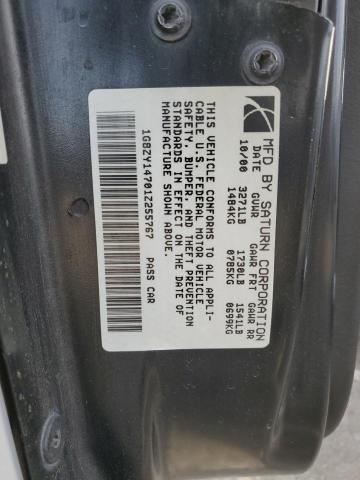 MFD BY SATURN CORPORATION
DATE GVWR GAWR FRT GAWR RR
10/00 3271LB 1730LB 1541LB
1484KG 0785KG 0699KG
THIS VEHICLE CONFORMS TO ALL APPLI-
CABLE U.S. FEDERAL MOTOR VEHICLE
SAFETY, BUMPER, AND THEFT PREVENTION
STANDARDS IN EFFECT ON THE DATE OF
MANUFACTURE SHOWN ABOVE.
1G8ZY14701Z255767 PASS CAR